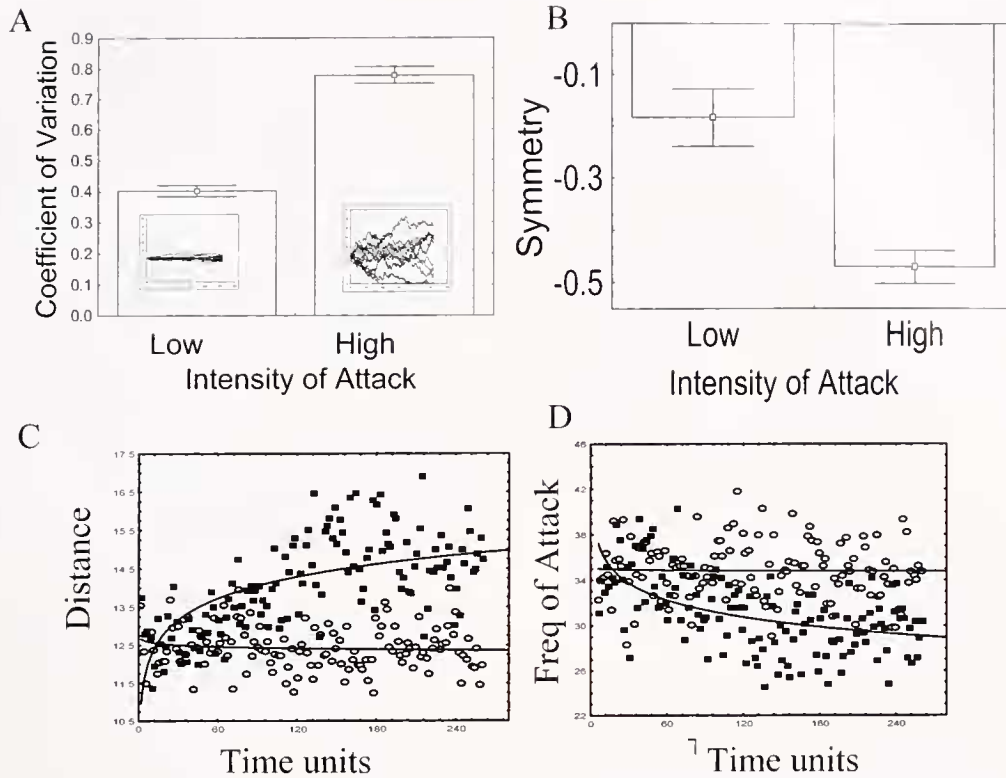 A
0.9
0.8
0.7
0.6
0.5
0.4
0.3
0.2
0.1
0.0
Coefficient of Variation
Low High
Intensity of Attack
B
-0.1
-0.3
-0.5
Symmetry
Low High
Intensity of Attack
C
17.5
16.5
15.5
14.5
13.5
12.5
11.5
10.5
Distance
0 60 120 180 240
Time units
D
46
42
38
34
30
26
22
Freq of Attack
0 60 120 180 240
Time units